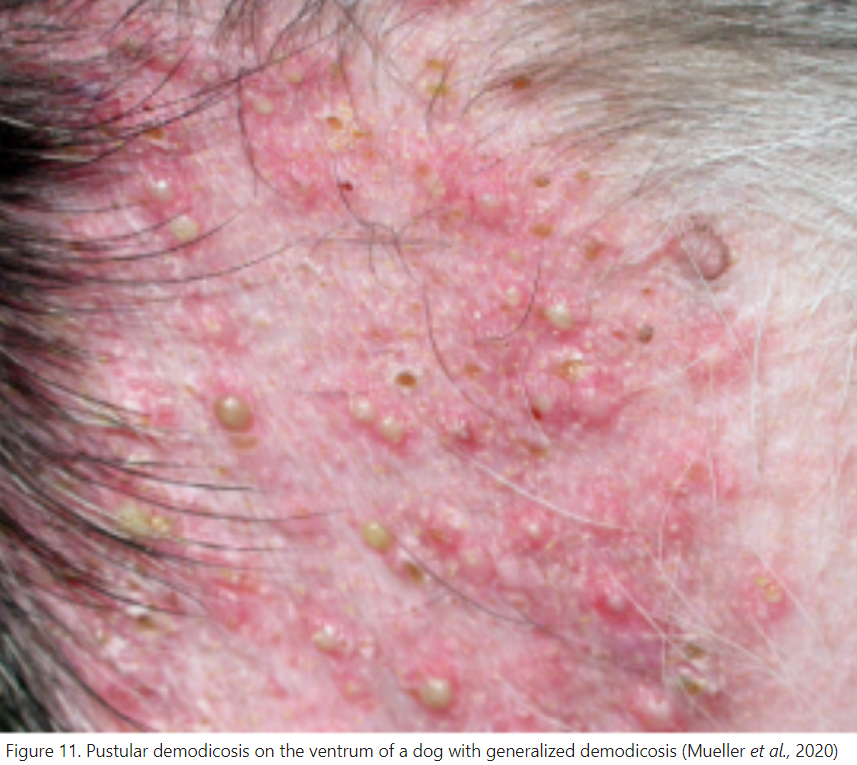 Figure 11. Pustular demodicosis on the ventrum of a dog with generalized demodicosis (Mueller et al., 2020)